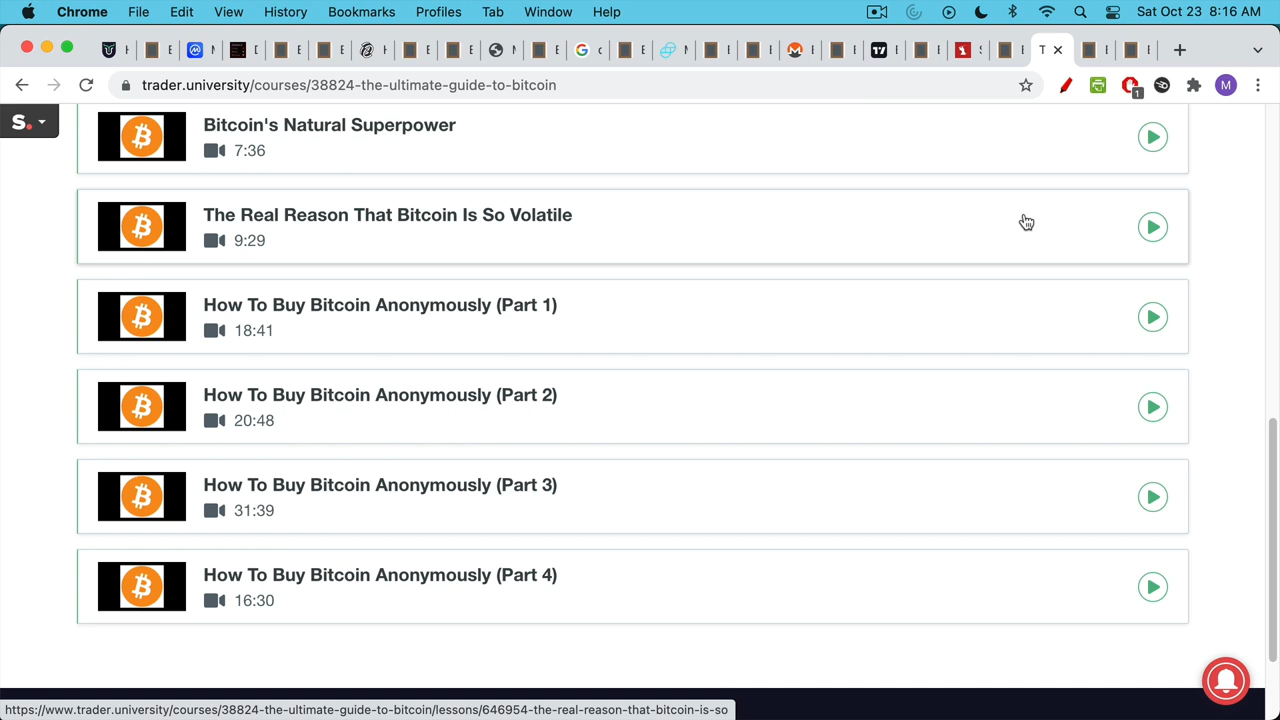 Chrome File Edit View History Bookmarks Profiles Tab Window Help Sat Oct 23 8:16 AM
trader.university/courses/38824-the-ultimate-guide-to-bitcoin
M
1
S.
Bitcoin's Natural Superpower
7:36
The Real Reason That Bitcoin Is So Volatile
9:29
How To Buy Bitcoin Anonymously (Part 1)
18:41
How To Buy Bitcoin Anonymously (Part 2)
20:48
How To Buy Bitcoin Anonymously (Part 3)
31:39
How To Buy Bitcoin Anonymously (Part 4)
16:30
https://www.trader.university/courses/38824-the-ultimate-guide-to-bitcoin/lessons/646954-the-real-reason-that-bitcoin-is-so